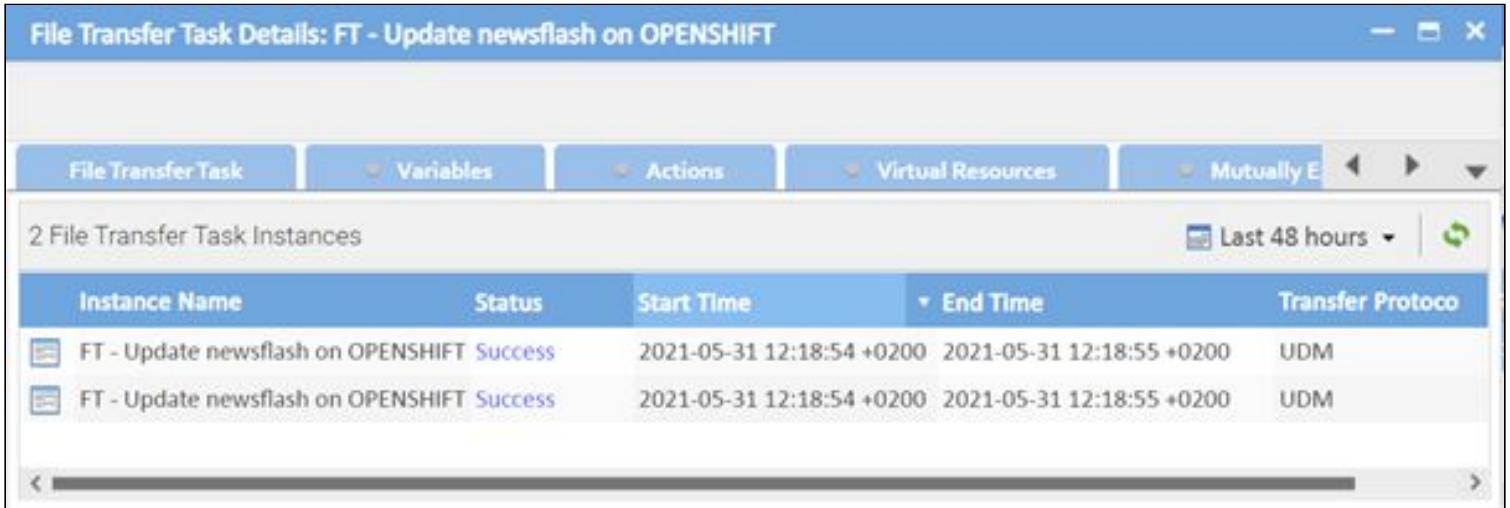 File Transfer Task Details: FT - Update newsflash on OPENSHIFT
File Transfer Task Variables Actions Virtual Resources Mutually E
2 File Transfer Task Instances Last 48 hours
Instance Name Status Start Time End Time Transfer Protoco
FT - Update newsflash on OPENSHIFT Success 2021-05-31 12:18:54 +0200 2021-05-31 12:18:55 +0200 UDM
FT - Update newsflash on OPENSHIFT Success 2021-05-31 12:18:54 +0200 2021-05-31 12:18:55 +0200 UDM